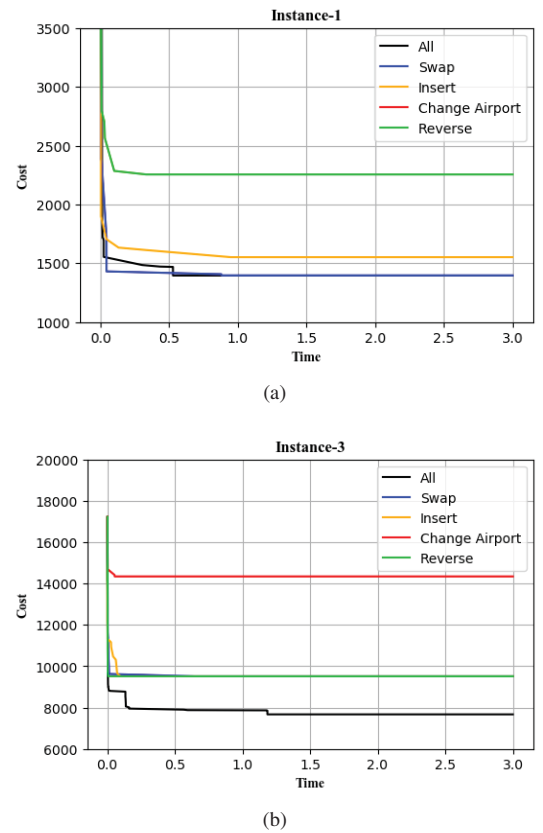 Instance-1
3500
3000
2500
2000
1500
1000
Cost
All
Swap
Insert
Change Airport
Reverse
0.0 0.5 1.0 1.5 2.0 2.5 3.0
Time
(a)
Instance-3
20000
18000
16000
14000
12000
10000
8000
6000
Cost
All
Swap
Insert
Change Airport
Reverse
0.0 0.5 1.0 1.5 2.0 2.5 3.0
Time
(b)